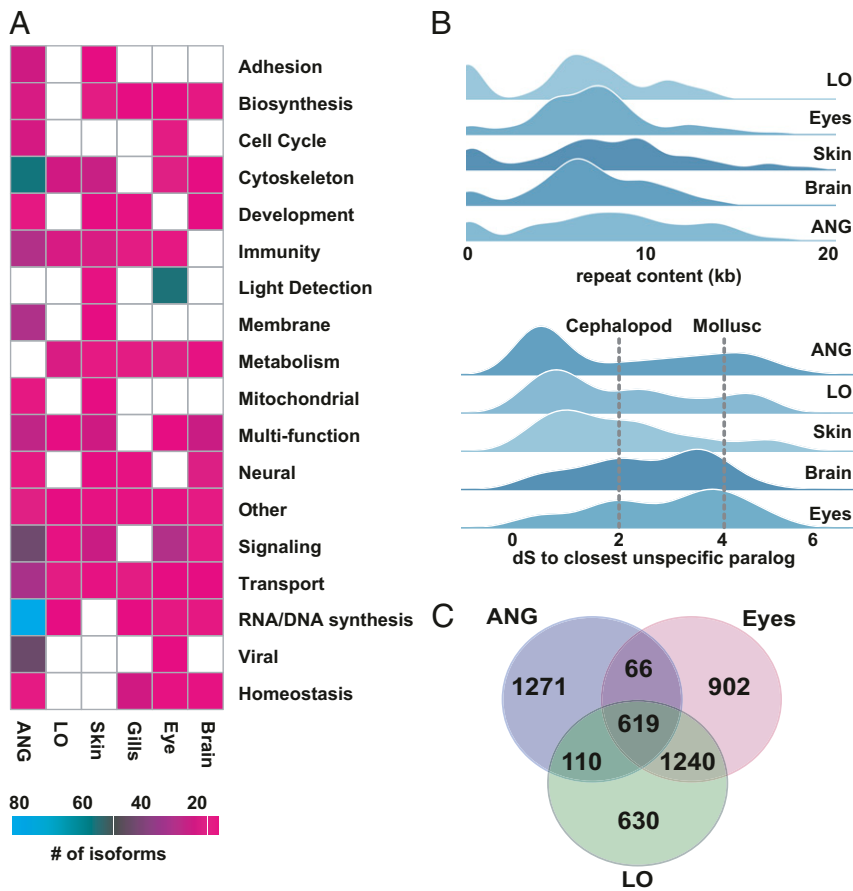 A
Adhesion
Biosynthesis
Cell Cycle
Cytoskeleton
Development
Immunity
Light Detection
Membrane
Metabolism
Mitochondrial
Multi-function
Neural
Other
Signaling
Transport
RNA/DNA synthesis
Viral
Homeostasis
ANG LO Skin Gills Eye Brain
80 60 40 20
# of isoforms
B
LO
Eyes
Skin
Brain
ANG
0 10 20
repeat content (kb)
Cephalopod Mollusc
ANG
LO
Skin
Brain
Eyes
0 2 4 6
dS to closest unspecific paralog
C
ANG Eyes
66
1271 902
619
110 1240
630
LO